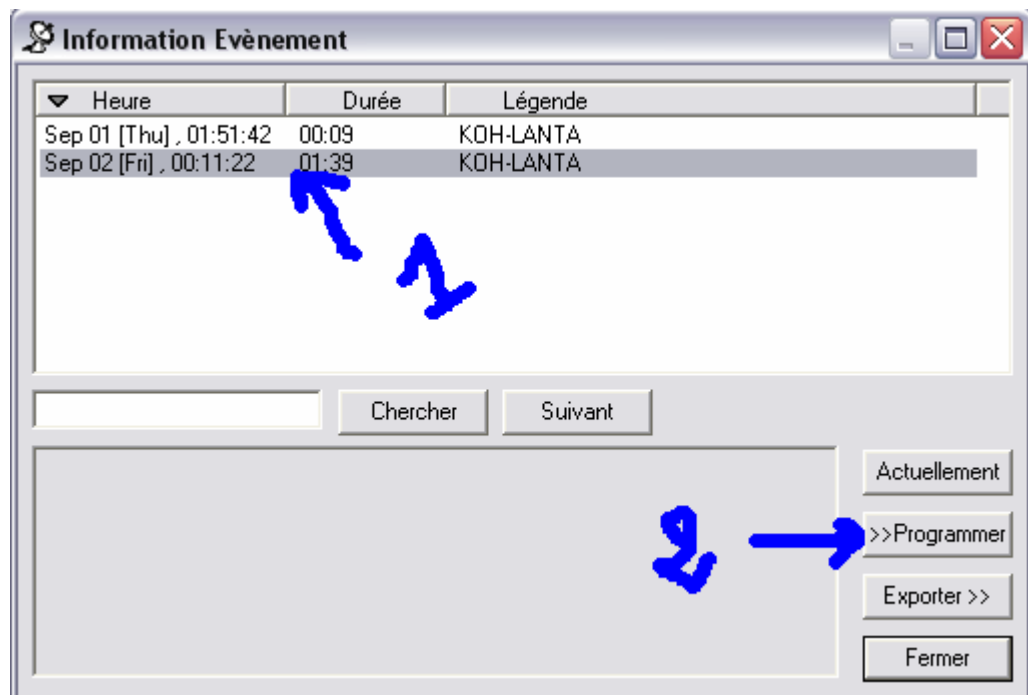 Information Evènement
Heure Durée Légende
Sep 01 [Thu] , 01:51:42 00:09 KOH-LANTA
Sep 02 [Fri] , 00:11:22 01:39 KOH-LANTA
1
Chercher Suivant
Actuellement
2
>>Programmer
Exporter >>
Fermer